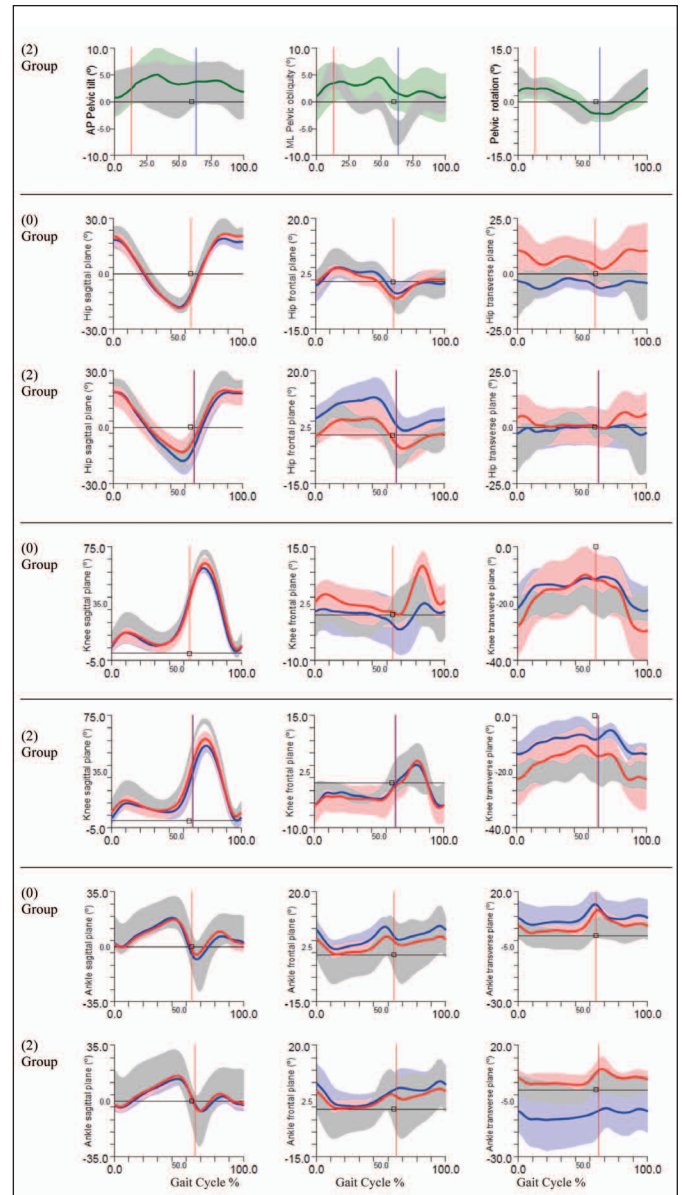 (2)
Group
10.0 10.0 15.0
5.0 5.0
AP Pelvic tilt (º) ML Pelvic obliquity (º) Pelvic rotation (º)
0.0 0.0 0.0
5.0 5.0
-10.0 -10.0 -15.0
0.0 25.0 50.0 75.0 100.0 0.0 25.0 50.0 75.0 100.0 0.0 50.0 100.0
(0)
Group
30.0 20.0 25.0
Hip sagittal plane (º) Hip frontal plane (º) Hip transverse plane (º)
0.0 2.5 0.0
-30.0 -15.0 -25.0
0.0 50.0 100.0 0.0 50.0 100.0 0.0 50.0 100.0
(2)
Group
30.0 20.0 25.0
Hip sagittal plane (º) Hip frontal plane (º) Hip transverse plane (º)
0.0 2.5 0.0
-30.0 -15.0 -25.0
0.0 50.0 100.0 0.0 50.0 100.0 0.0 50.0 100.0
(0)
Group
75.0 15.0 0.0
Knee sagittal plane (º) Knee frontal plane (º) Knee transverse plane (º)
35.0 2.5 -20.0
-5.0 -10.0 -40.0
0.0 50.0 100.0 0.0 50.0 100.0 0.0 50.0 100.0
(2)
Group
75.0 15.0 0.0
Knee sagittal plane (º) Knee frontal plane (º) Knee transverse plane (º)
35.0 2.5 -20.0
-5.0 -10.0 -40.0
0.0 50.0 100.0 0.0 50.0 100.0 0.0 50.0 100.0
(0)
Group
35.0 20.0 20.0
Ankle sagittal plane (º) Ankle frontal plane (º) Ankle transverse plane (º)
0.0 2.5 -5.0
-35.0 -15.0 -30.0
0.0 50.0 100.0 0.0 50.0 100.0 0.0 50.0 100.0
(2)
Group
35.0 20.0 20.0
Ankle sagittal plane (º) Ankle frontal plane (º) Ankle transverse plane (º)
0.0 2.5 -5.0
-35.0 -15.0 -30.0
0.0 50.0 100.0 0.0 50.0 100.0 0.0 50.0 100.0
Gait Cycle % Gait Cycle % Gait Cycle %